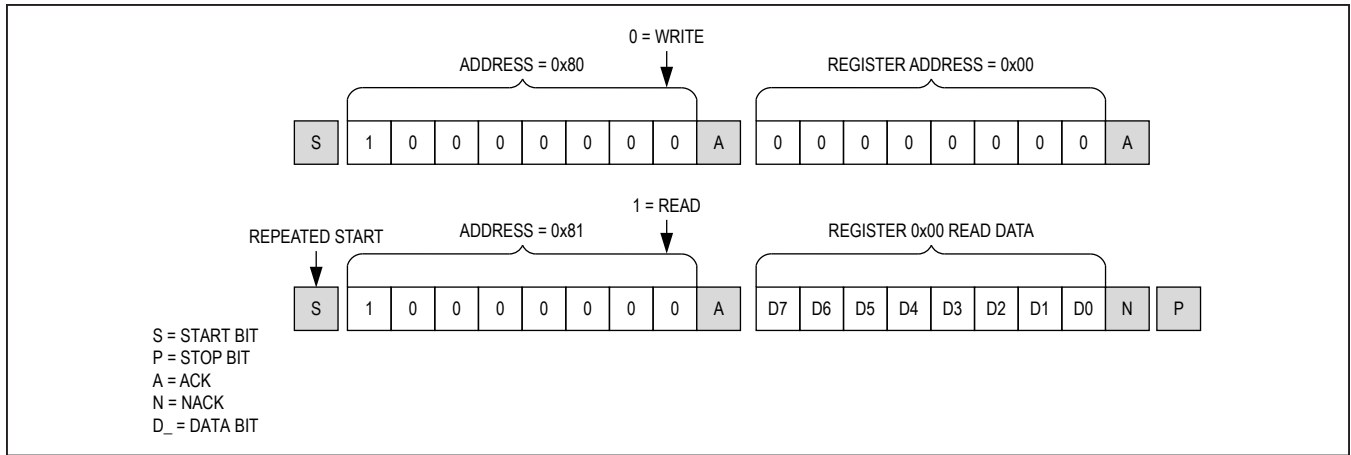 0 = WRITE
ADDRESS = 0x80 REGISTER ADDRESS = 0x00
S 1 0 0 0 0 0 0 0 A 0 0 0 0 0 0 0 0 A
1 = READ
REPEATED START ADDRESS = 0x81 REGISTER 0x00 READ DATA
S 1 0 0 0 0 0 0 0 A D7 D6 D5 D4 D3 D2 D1 D0 N P
S = START BIT
P = STOP BIT
A = ACK
N = NACK
D_ = DATA BIT